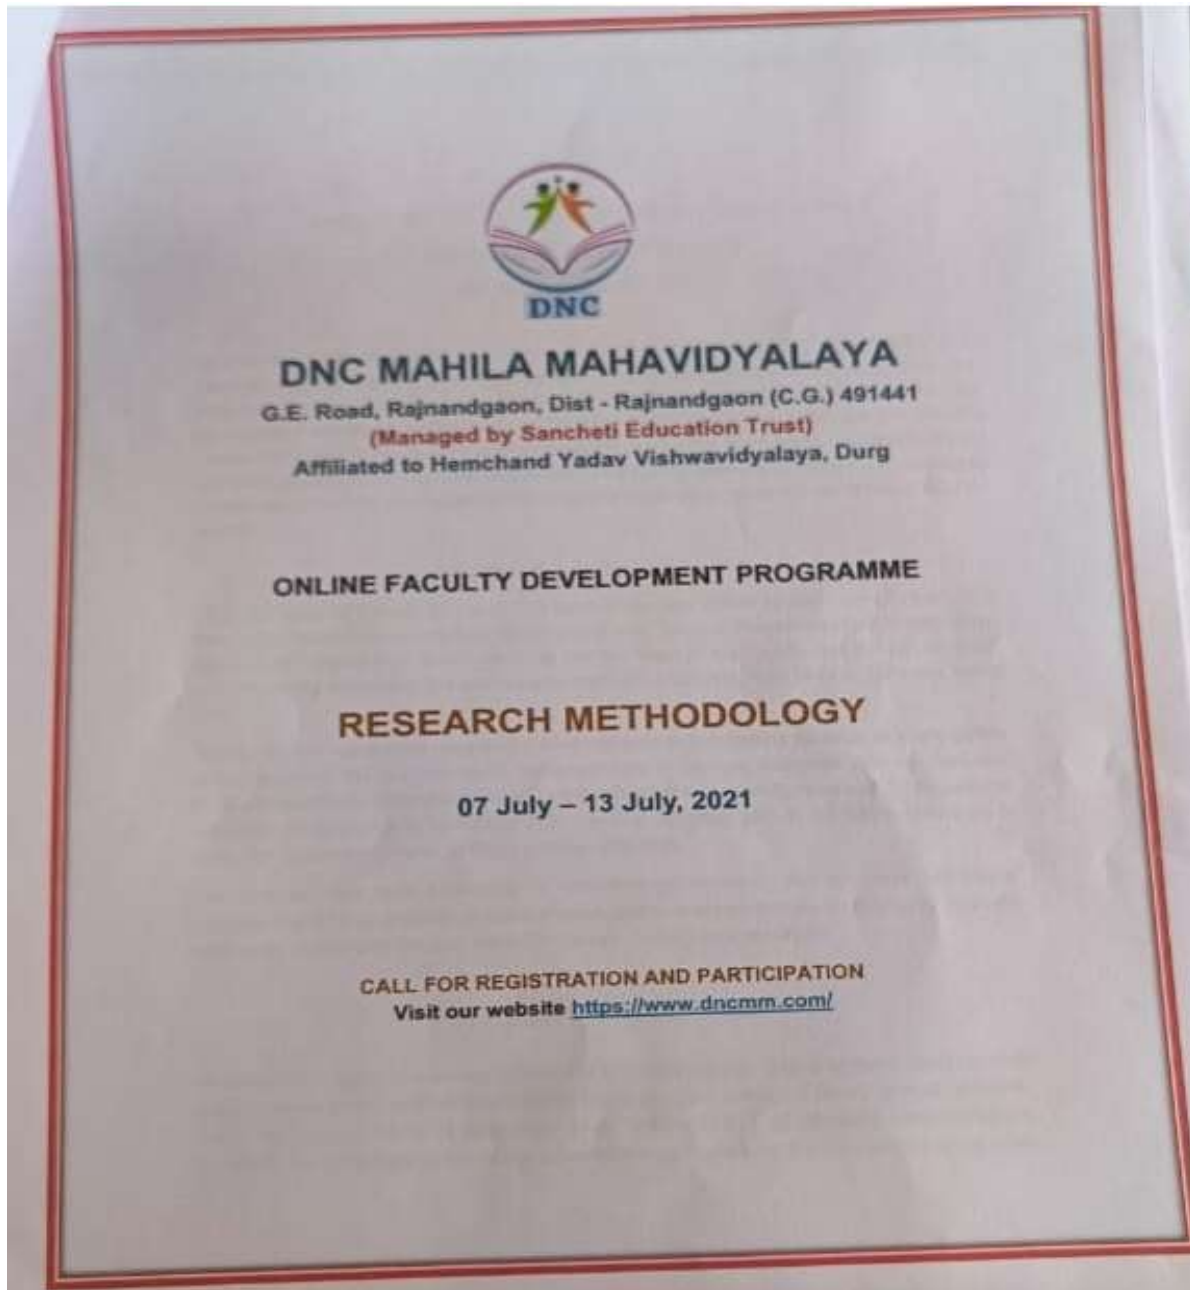 DNC
DNC MAHILA MAHAVIDYALAYA
G.E. Road, Rajnandgaon, Dist - Rajnandgaon (C.G.) 491441
(Managed by Sancheti Education Trust)
Affiliated to Hemchand Yadav Vishwavidyalaya, Durg
ONLINE FACULTY DEVELOPMENT PROGRAMME
RESEARCH METHODOLOGY
07 July – 13 July, 2021
CALL FOR REGISTRATION AND PARTICIPATION
Visit our website https://www.dncmm.com/